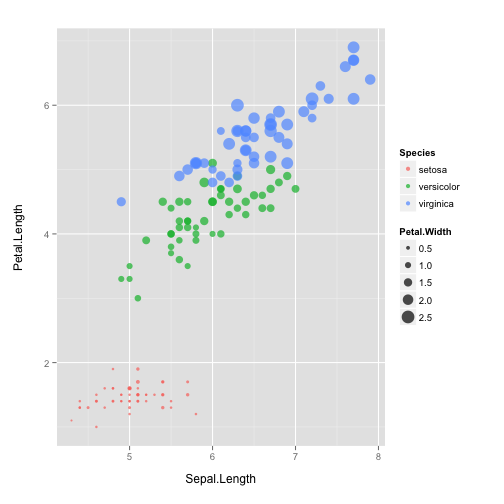 6
4
2
5
6
7
8
Petal.Length
Sepal.Length
Species
setosa
versicolor
virginica
Petal.Width
0.5
1.0
1.5
2.0
2.5